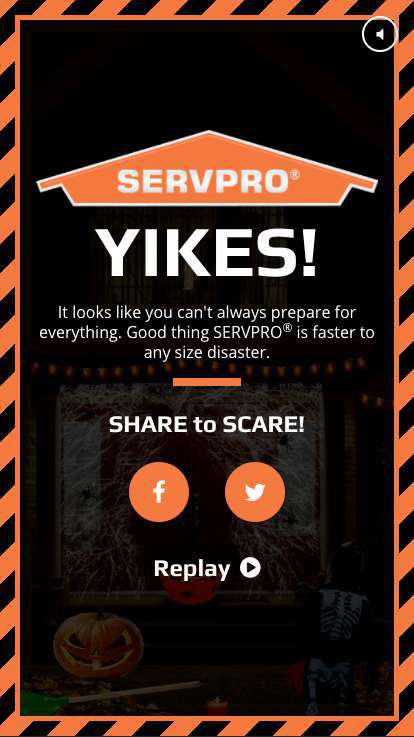 SERVPRO®
YIKES!
It looks like you can't always prepare for
everything. Good thing SERVPRO® is faster to
any size disaster.
SHARE to SCARE!
Replay